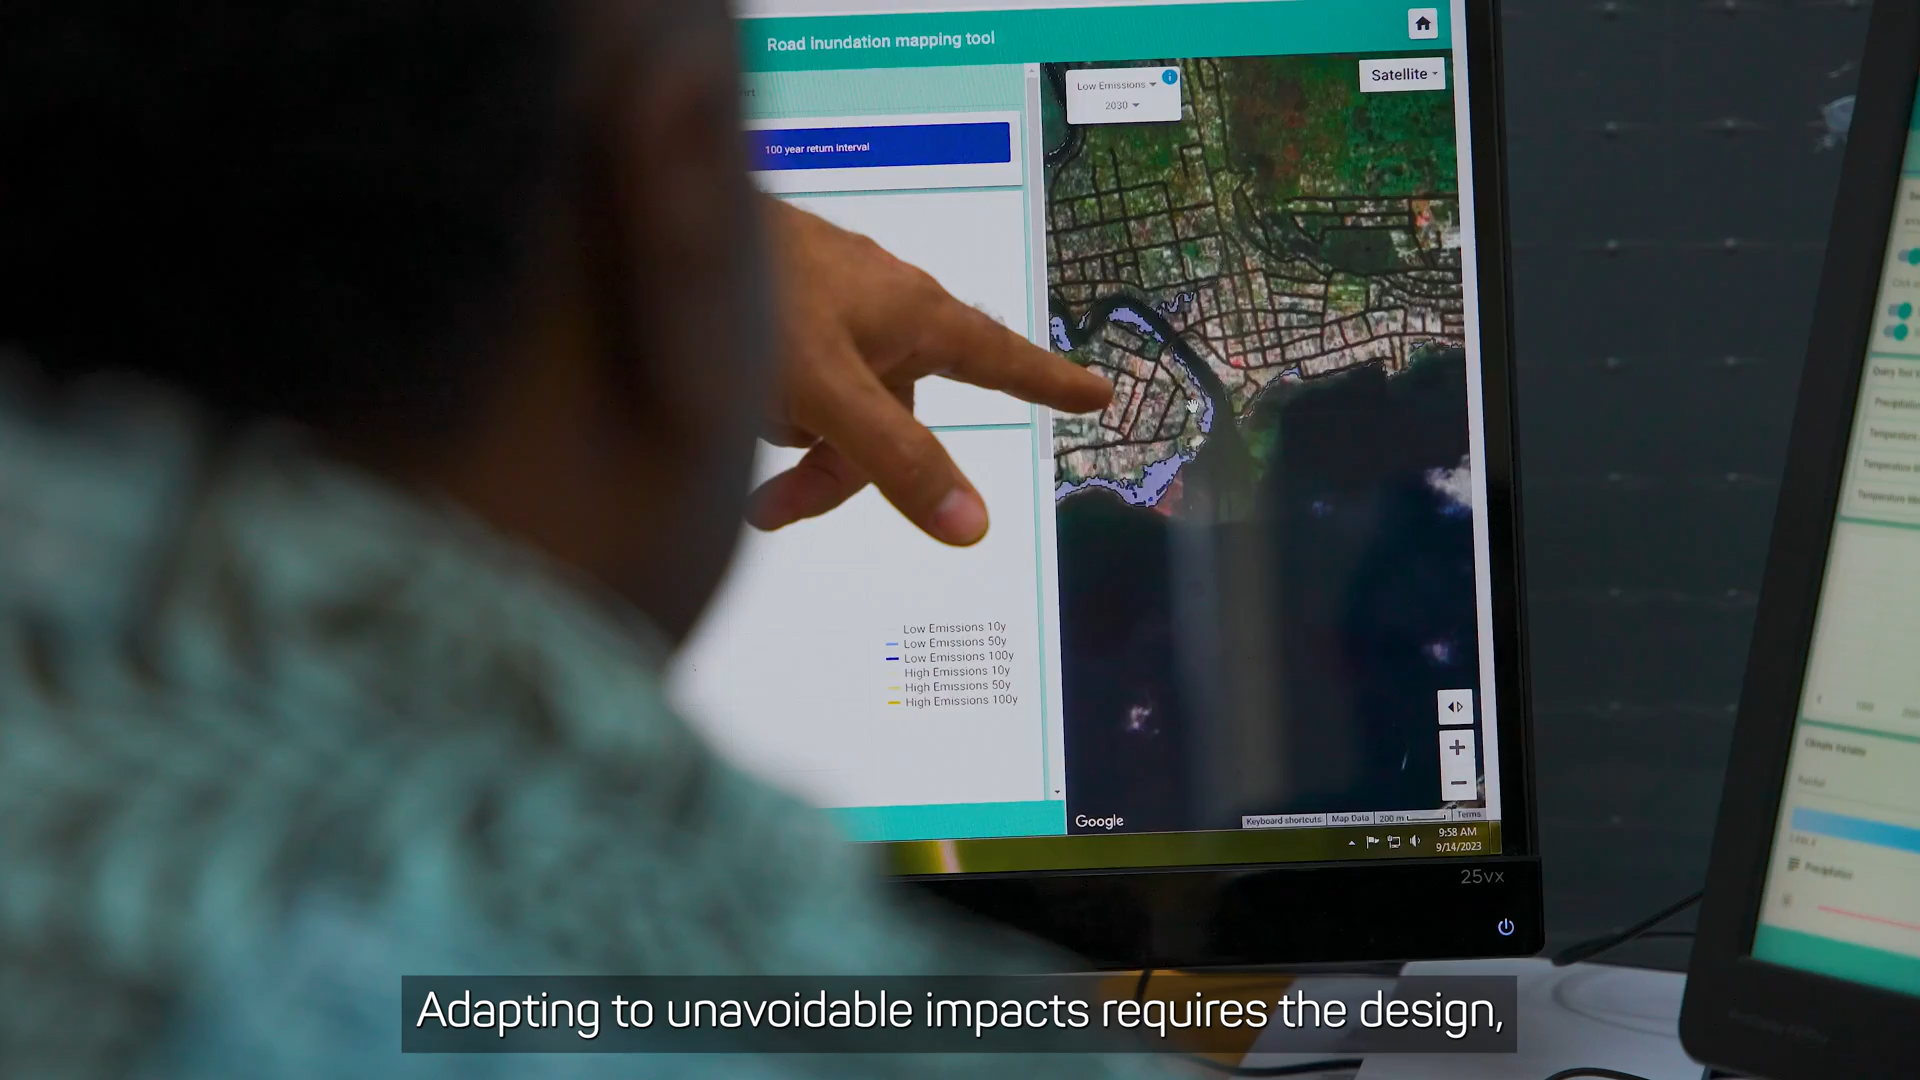 Road inundation mapping tool
Low Emissions
2030
Satellite
100 year return interval
Low Emissions 10y
Low Emissions 50y
Low Emissions 100y
High Emissions 10y
High Emissions 50y
High Emissions 100y
Google
Keyboard shortcuts
Map Data
200 m
Terms
9:58 AM
9/14/2023
25vx
Precipitation
Adapting to unavoidable impacts requires the design,